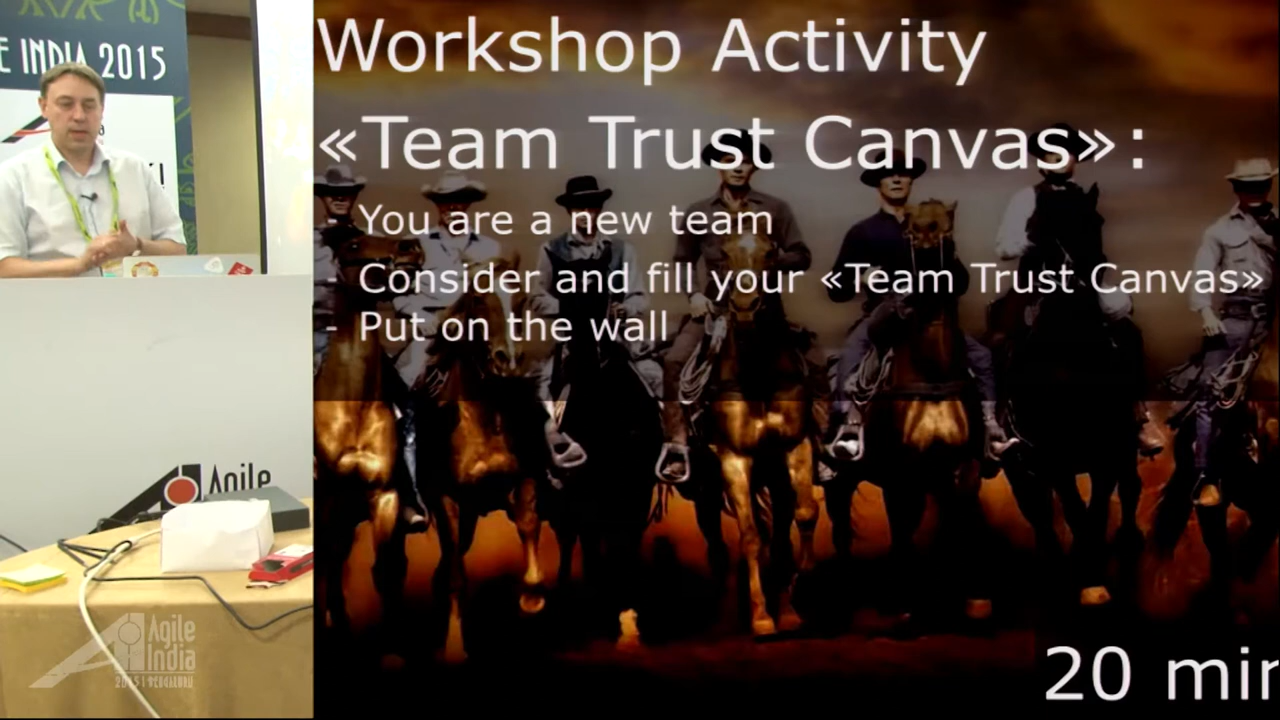 E INDIA 2015
Workshop Activity
«Team Trust Canvas»:
- You are a new team
- Consider and fill your «Team Trust Canvas»
- Put on the wall
Agile
Agile
India
2015 | BENGALURU
20 min